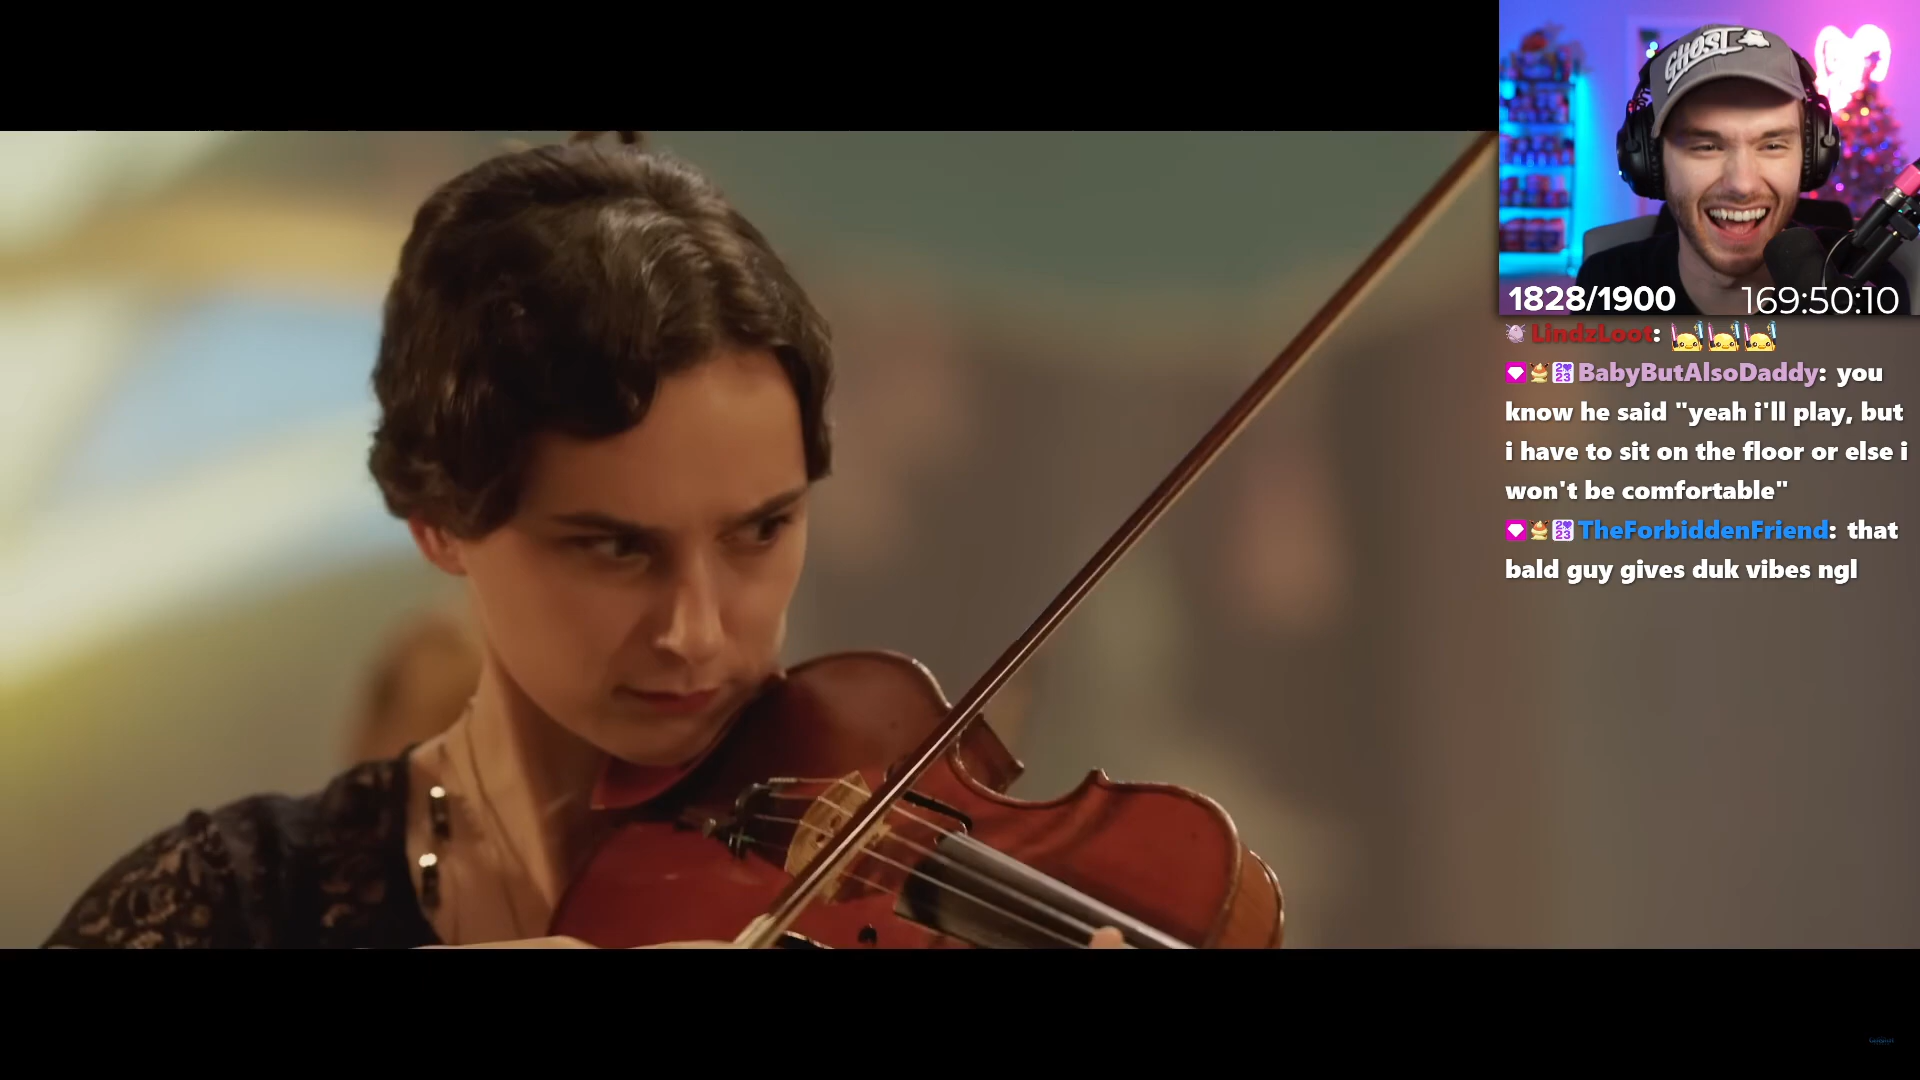 GHOST
1828/1900
169:50:10
LindzLoot:
BabyButAlsoDaddy: you
know he said "yeah i'll play, but
i have to sit on the floor or else i
won't be comfortable"
TheForbiddenFriend: that
bald guy gives duk vibes ngl